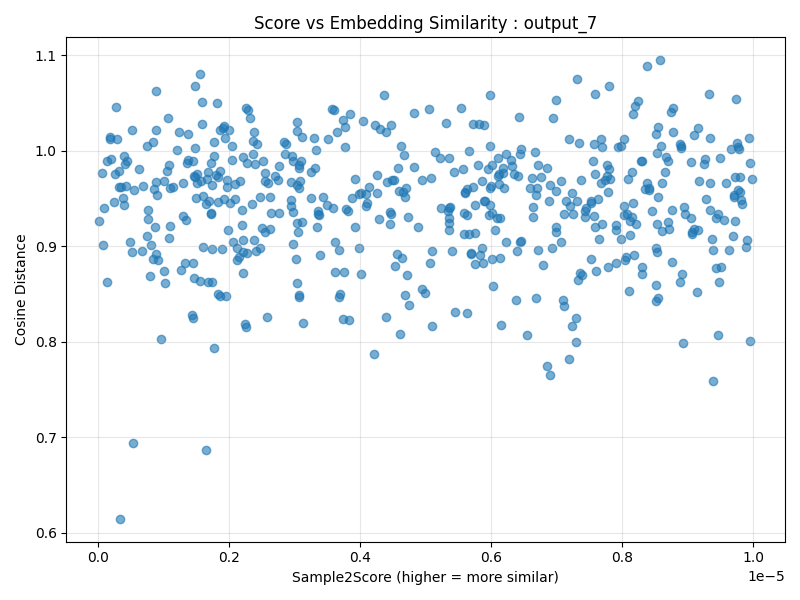 Score vs Embedding Similarity : output_7
Cosine Distance
1.1
1.0
0.9
0.8
0.7
0.6
0.0 0.2 0.4 0.6 0.8 1.0
1e−5
Sample2Score (higher = more similar)